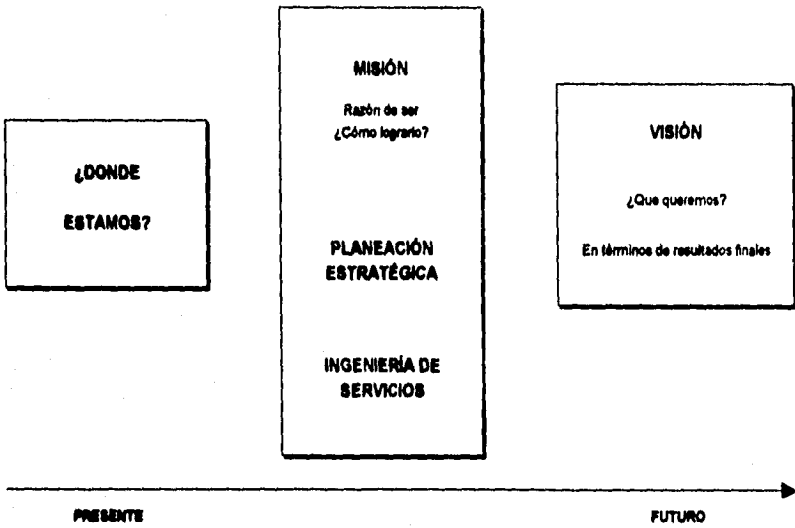 ¿DONDE
ESTAMOS?
MISIÓN
Razón de ser
¿Cómo lograrlo?
PLANEACIÓN
ESTRATÉGICA
INGENIERÍA DE
SERVICIOS
VISIÓN
¿Que queremos?
En términos de resultados finales
PRESENTE
FUTURO